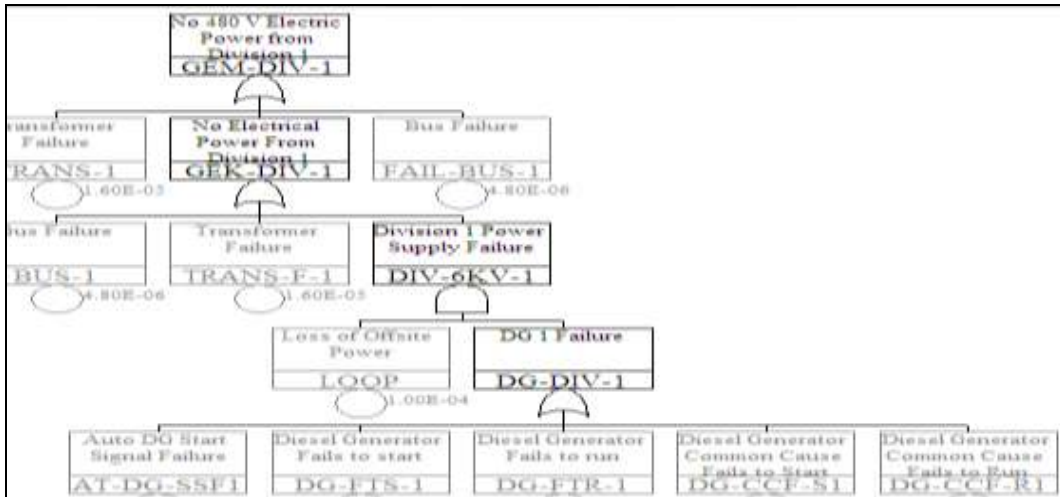 No 480 V Electric
Power from
Division 1
GEM-DIV-1
ransformer
Failure
TRANS-1
1.60E-05
No Electrical
Power From
Division 1
GEK-DIV-1
Bus Failure
FAIL-BUS-1
4.80E-06
Bus Failure
BUS-1
4.80E-06
Transformer
Failure
TRANS-F-1
1.60E-05
Division 1 Power
Supply Failure
DIV-6KV-1
Loss of Offsite
Power
LOOP
1.00E-04
DG 1 Failure
DG-DIV-1
Auto DG Start
Signal Failure
AT-DG-SSF1
Diesel Generator
Fails to start
DG-FTS-1
Diesel Generator
Fails to run
DG-FTR-1
Diesel Generator
Common Cause
Fails to Start
DG-CCF-S1
Diesel Generator
Common Cause
Fails to Run
DG-CCF-R1